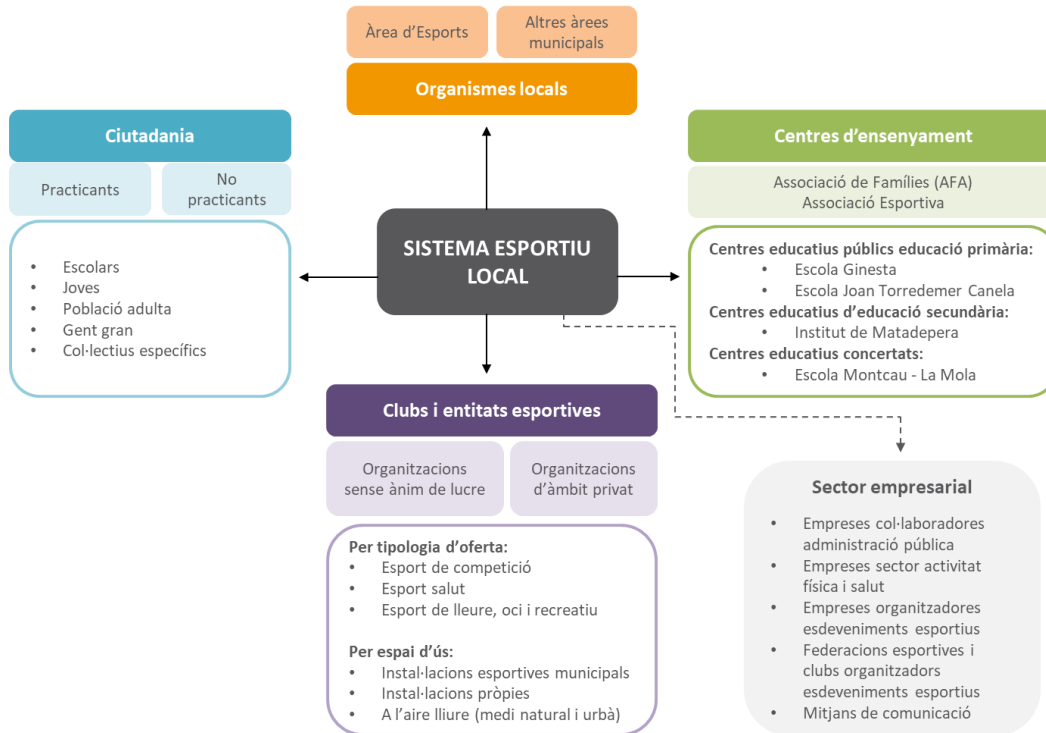 Àrea d'Esports
Altres àrees
municipals
Organismes locals
Ciutadania
Practicants
No
practicants
• Escolars
• Joves
• Població adulta
• Gent gran
• Col·lectius específics
SISTEMA ESPORTIU
LOCAL
Centres d'ensenyament
Associació de Famílies (AFA)
Associació Esportiva
Centres educatius públics educació primària:
• Escola Ginesta
• Escola Joan Torredemer Canela
Centres educatius d'educació secundària:
• Institut de Matadepera
Centres educatius concertats:
• Escola Montcau - La Mola
Clubs i entitats esportives
Organitzacions
sense ànim de lucre
Organitzacions
d'àmbit privat
Per tipologia d'oferta:
• Esport de competició
• Esport salut
• Esport de lleure, oci i recreatiu
Per espai d'ús:
• Instal·lacions esportives municipals
• Instal·lacions pròpies
• A l'aire lliure (medi natural i urbà)
Sector empresarial
• Empreses col·laboradores
administració pública
• Empreses sector activitat
física i salut
• Empreses organitzadores
esdeveniments esportius
• Federacions esportives i
clubs organitzadors
esdeveniments esportius
• Mitjans de comunicació